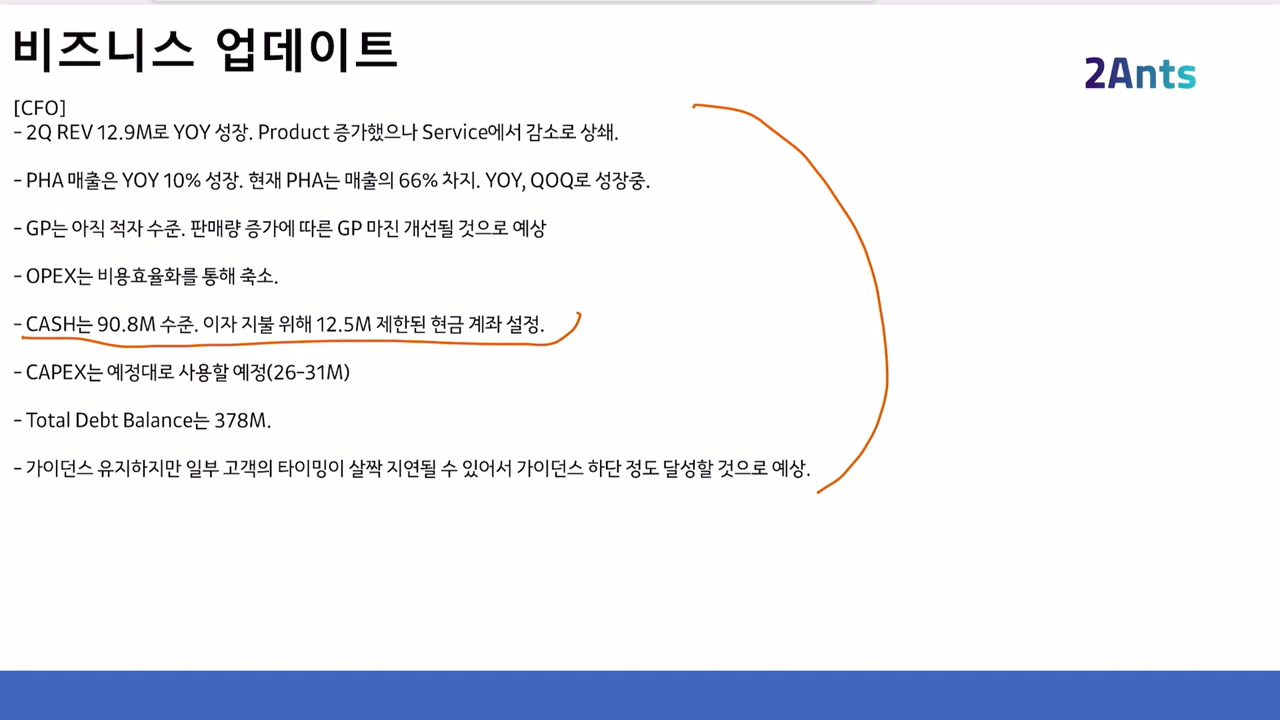 비즈니스 업데이트
2Ants
[CFO]
- 2Q REV 12.9M로 YOY 성장. Product 증가했으나 Service에서 감소로 상쇄.
- PHA 매출은 YOY 10% 성장. 현재 PHA는 매출의 66% 차지. YOY, QOQ로 성장중.
- GP는 아직 적자 수준. 판매량 증가에 따른 GP 마진 개선될 것으로 예상
- OPEX는 비용효율화를 통해 축소.
- CASH는 90.8M 수준. 이자 지불 위해 12.5M 제한된 현금 계좌 설정.
- CAPEX는 예정대로 사용할 예정(26-31M)
- Total Debt Balance는 378M.
- 가이던스 유지하지만 일부 고객의 타이밍이 살짝 지연될 수 있어서 가이던스 하단 정도 달성할 것으로 예상.